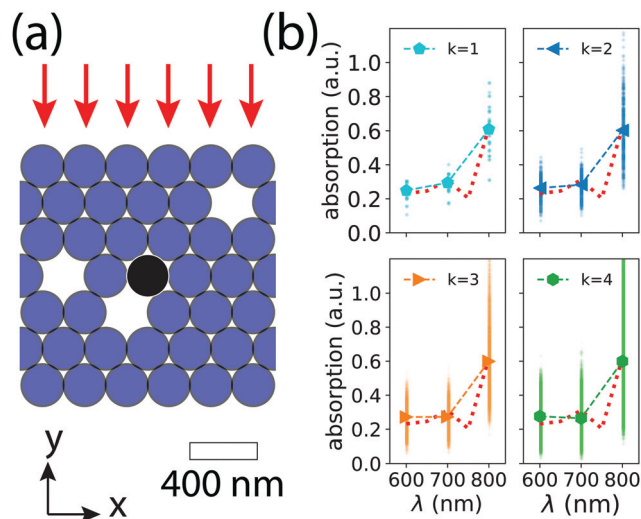 (a)
(b)
400 nm
y
x
absorption (a.u.)
1.0
0.8
0.6
0.4
0.2
0.0
k=1
k=2
absorption (a.u.)
1.0
0.8
0.6
0.4
0.2
0.0
k=3
k=4
600 700 800
600 700 800
λ (nm)
λ (nm)